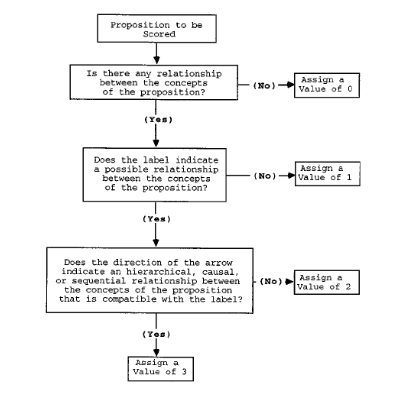 Proposition to be
Scored
Is there any relationship
between the concepts
of the proposition?
(No)
Assign a
Value of 0
(Yes)
Does the label indicate
a possible relationship
between the concepts
of the proposition?
(No)
Assign a
Value of 1
(Yes)
Does the direction of the arrow
indicate an hierarchical, causal,
or sequential relationship between
the concepts of the proposition
that is compatible with the label?
(No)
Assign a
Value of 2
(Yes)
Assign a
Value of 3